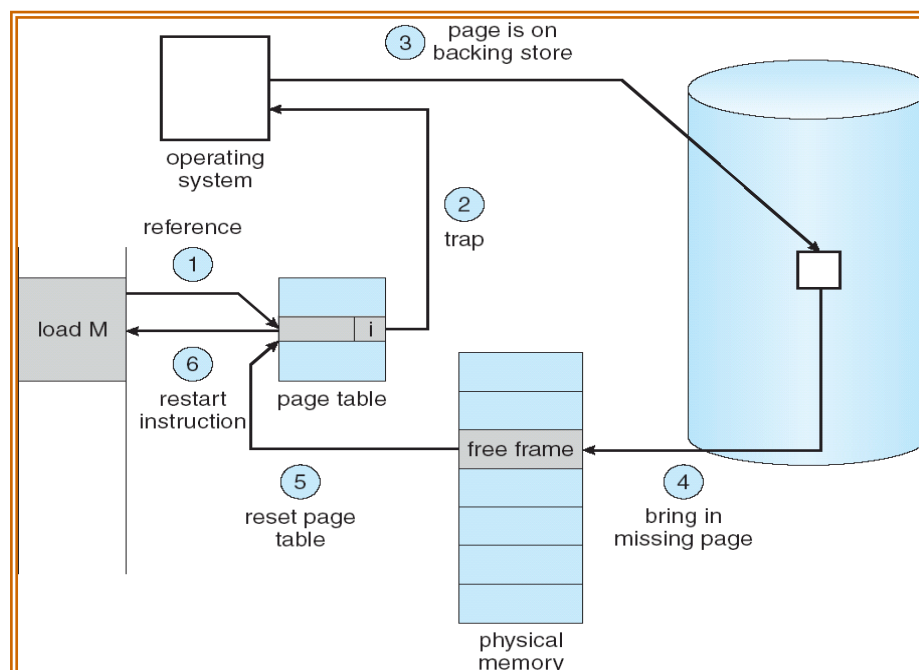 3
page is on
backing store
operating
system
2
trap
reference
1
load M
i
6
restart
instruction
page table
free frame
5
reset page
table
4
bring in
missing page
physical
memory